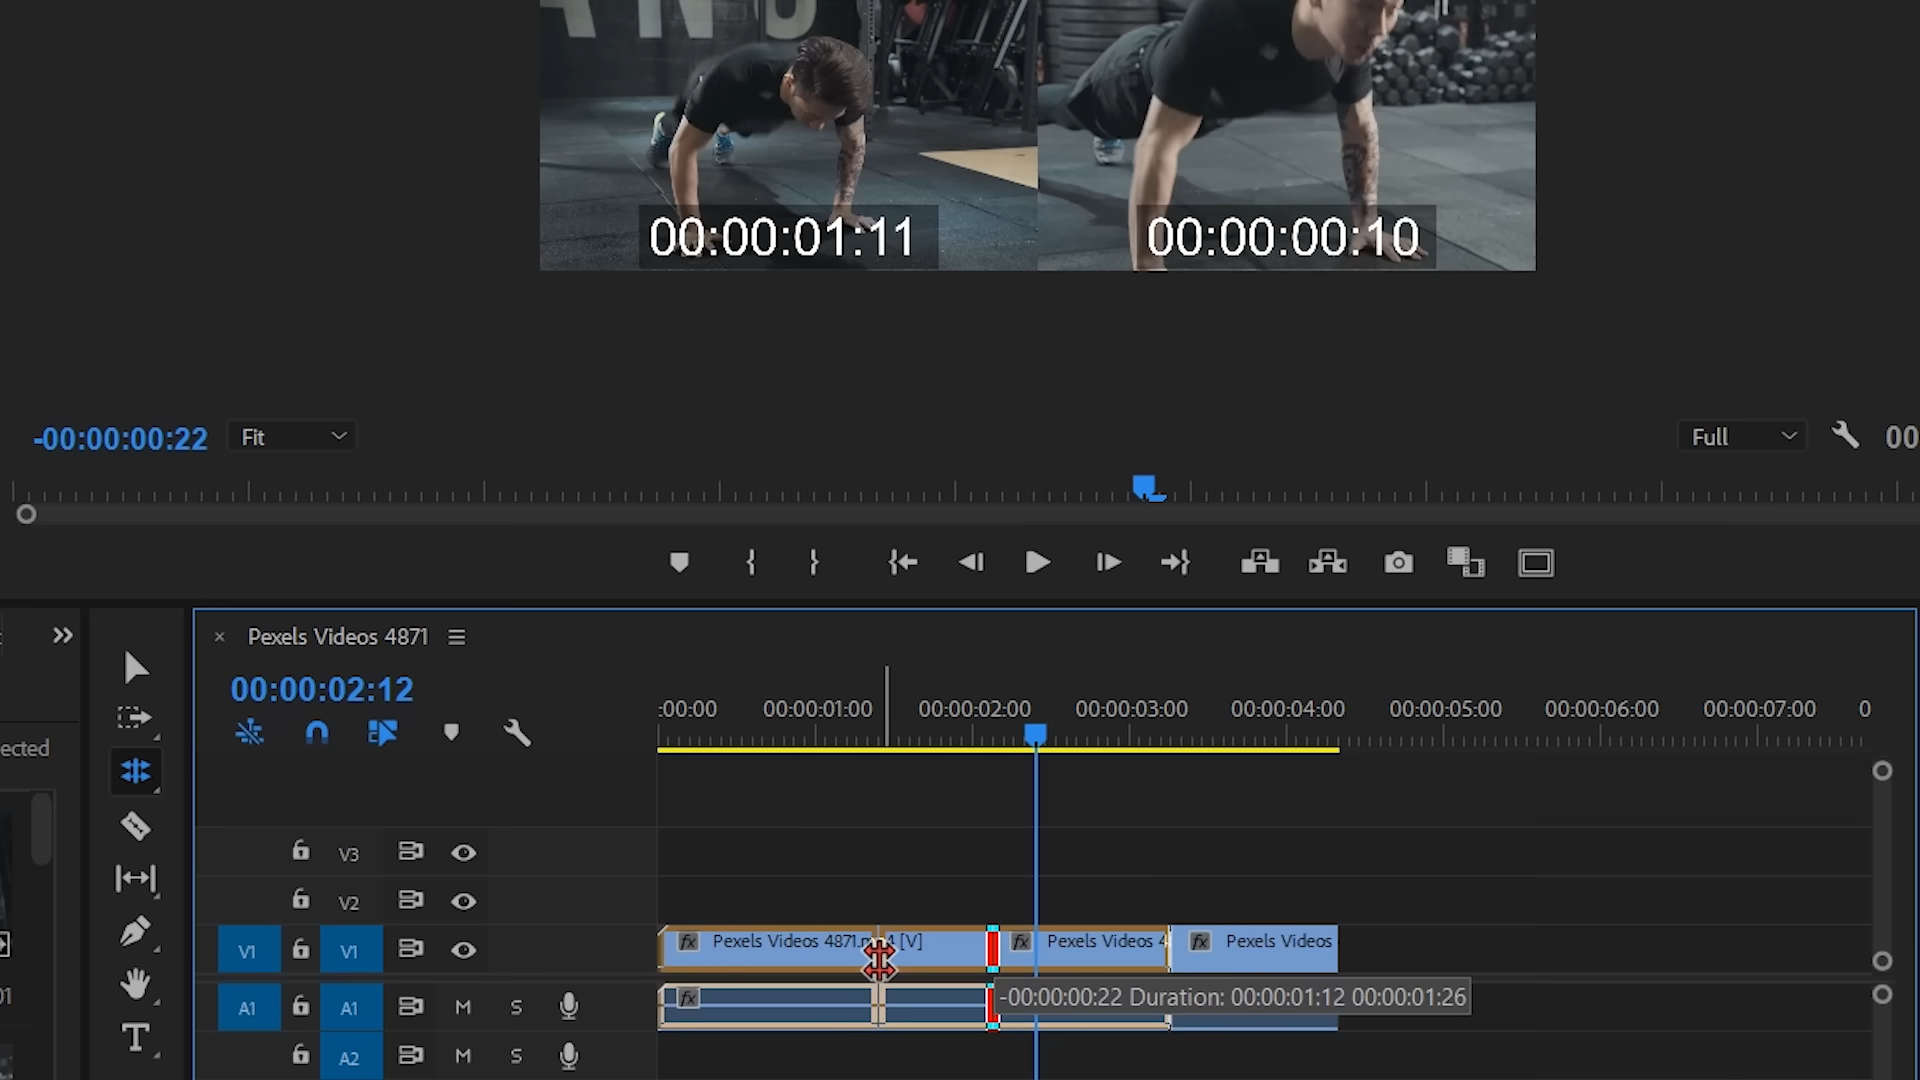 AND
00:00:01:11
00:00:00:10
-00:00:00:22
Fit
Full
00
Pexels Videos 4871
00:00:02:12
:00:00
00:00:01:00
00:00:02:00
00:00:03:00
00:00:04:00
00:00:05:00
00:00:06:00
00:00:07:00
0
ected
V3
V2
V1
V1
fx
Pexels Videos 4871.mp4 [V]
fx
Pexels Videos 4
fx
Pexels Videos
01
A1
A1
M
S
fx
-00:00:00:22 Duration: 00:00:01:12 00:00:01:26
T
A2
M
S